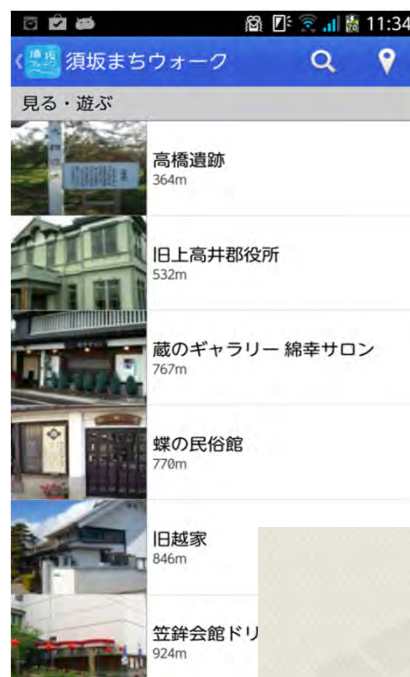 11:34
須坂まちウォーク
見る・遊ぶ
高橋遺跡
364m
旧上高井郡役所
532m
蔵のギャラリー 綿幸サロン
767m
蝶の民俗館
770m
旧越家
846m
笠鉾会館ドリ
924m